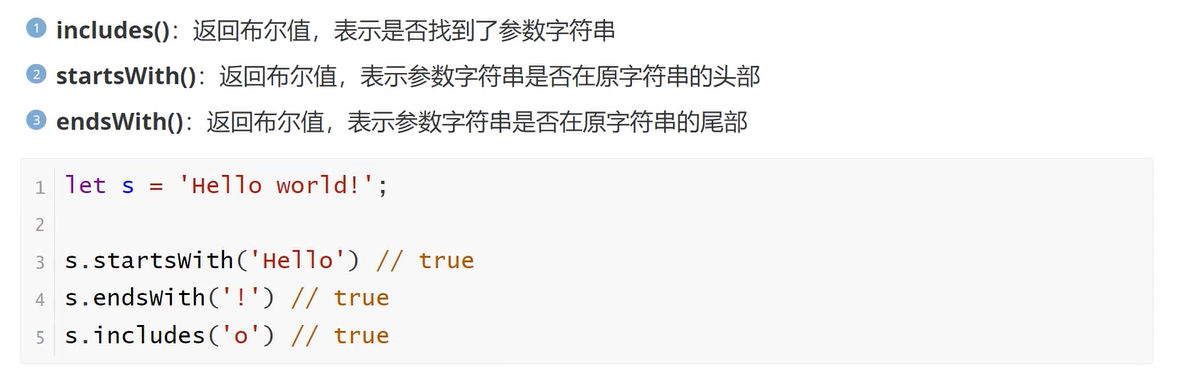 1 includes()：返回布尔值，表示是否找到了参数字符串
2 startsWith()：返回布尔值，表示参数字符串是否在原字符串的头部
3 endsWith()：返回布尔值，表示参数字符串是否在原字符串的尾部
1 let s = 'Hello world!';
2
3 s.startsWith('Hello') // true
4 s.endsWith('!') // true
5 s.includes('o') // true